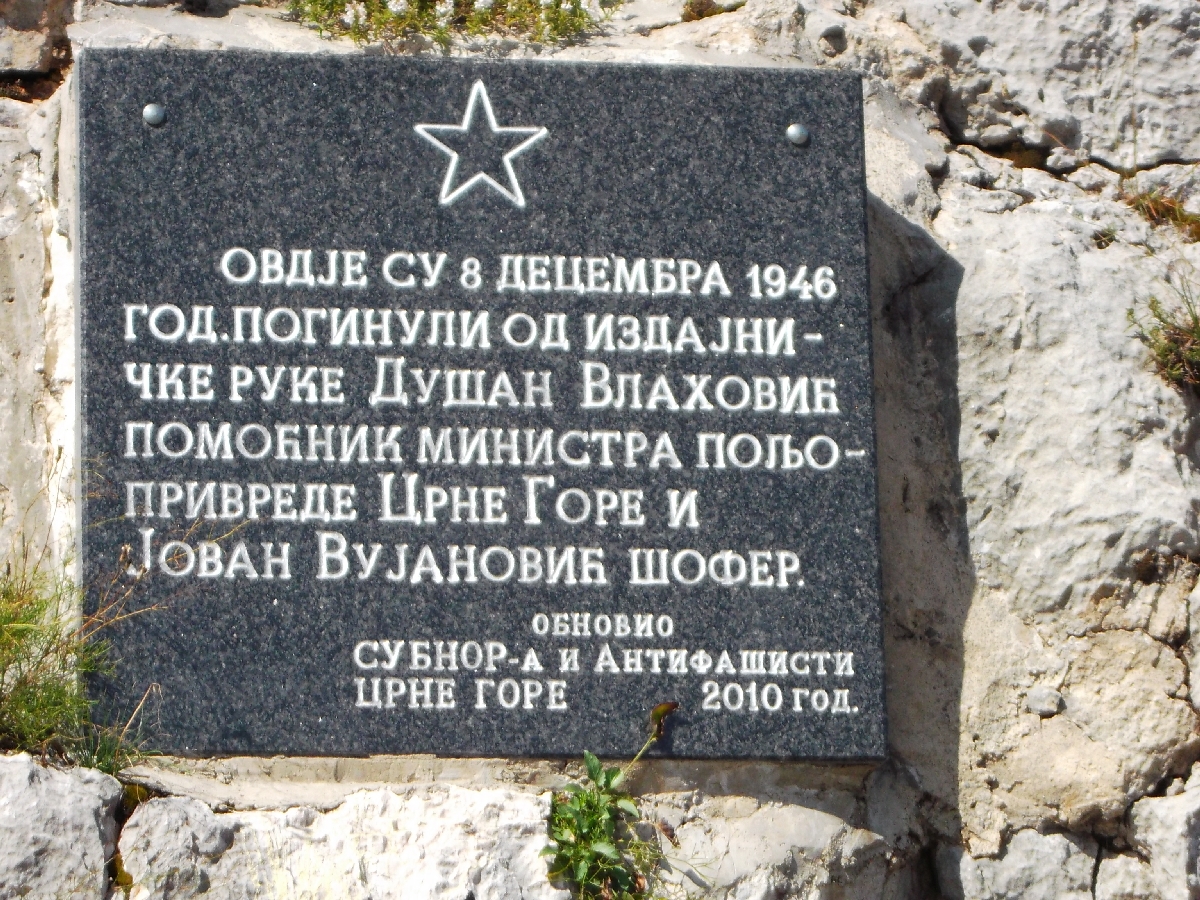 ОВДЈЕ СУ 8 ДЕЦЕМБРА 1946
ГОД. ПОГИНУЛИ ОД ИЗДАЈНИ-
ЧКЕ РУКЕ ДУШАН ВЛАХОВИЋ
ПОМОЋНИК МИНИСТРА ПОЉО-
ПРИВРЕДЕ ЦРНЕ ГОРЕ И
ЈОВАН ВУЈАНОВИЋ ШОФЕР.
ОБНОВИО
СУБНОР-А И АНТИФАШИСТИ
ЦРНЕ ГОРЕ 2010 ГОД.